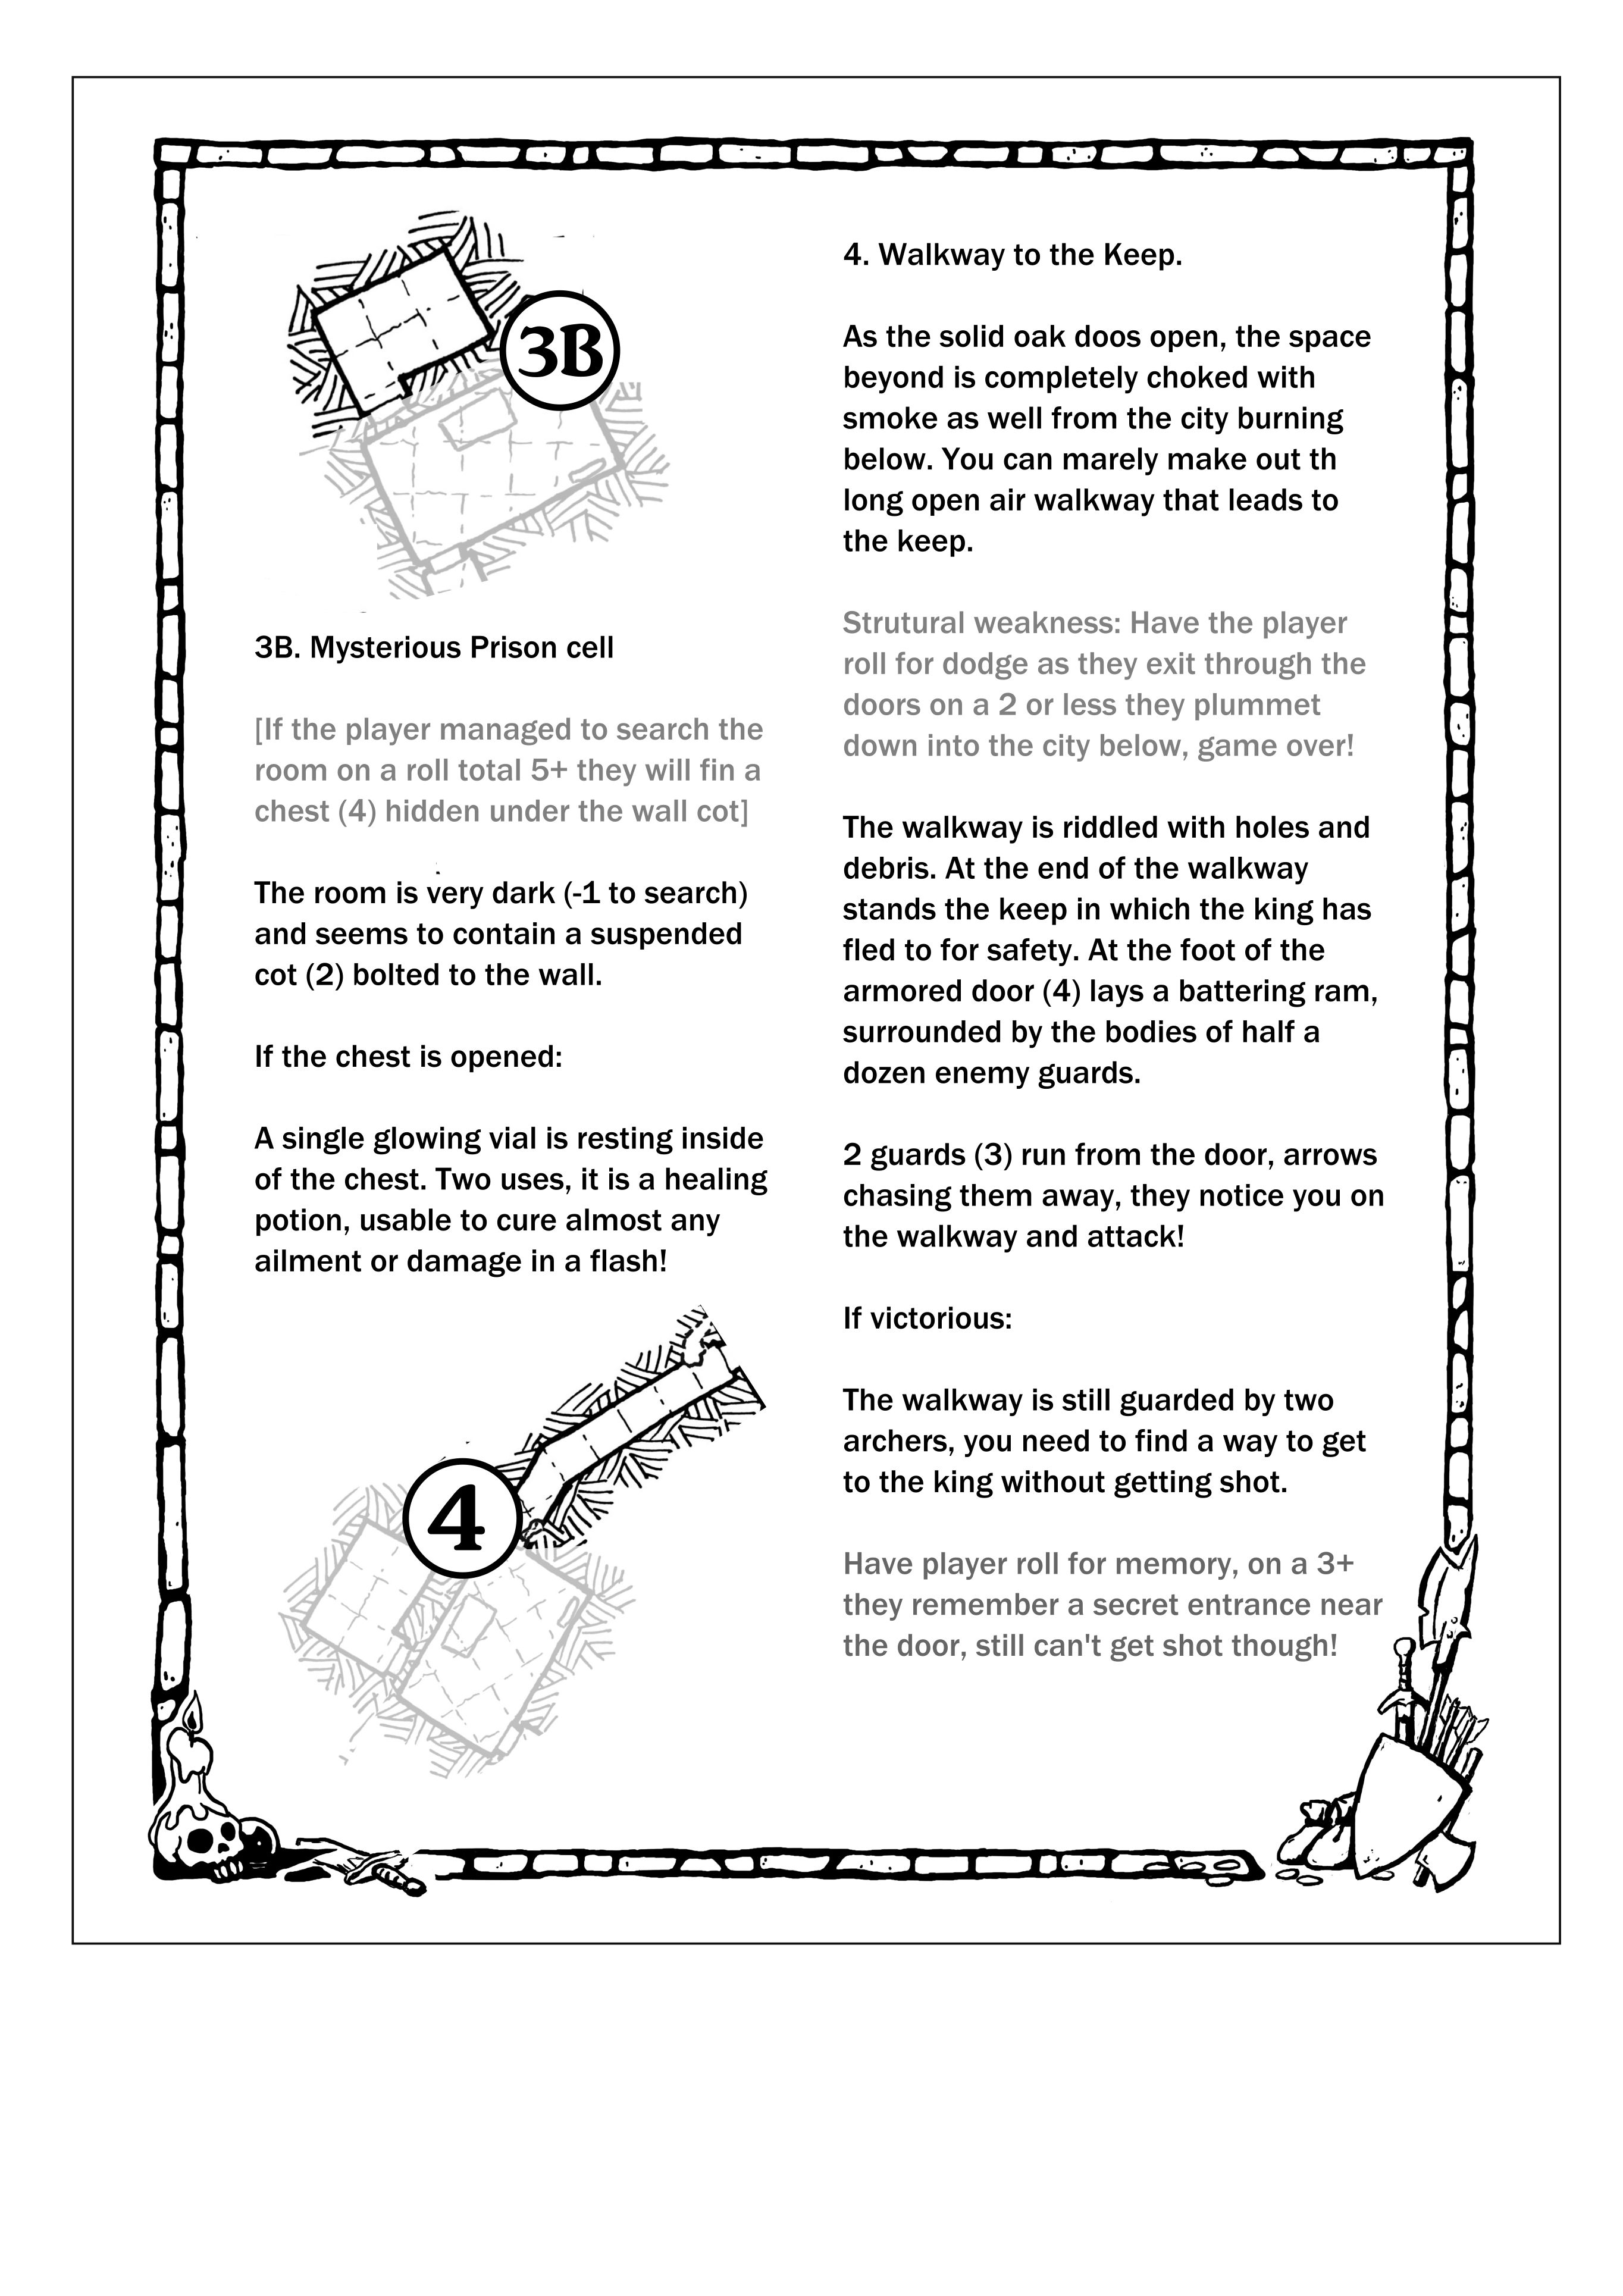 3B
3B. Mysterious Prison cell
[If the player managed to search the
room on a roll total 5+ they will fin a
chest (4) hidden under the wall cot]
The room is very dark (-1 to search)
and seems to contain a suspended
cot (2) bolted to the wall.
If the chest is opened:
A single glowing vial is resting inside
of the chest. Two uses, it is a healing
potion, usable to cure almost any
ailment or damage in a flash!
4
4. Walkway to the Keep.
As the solid oak doos open, the space
beyond is completely choked with
smoke as well from the city burning
below. You can marely make out th
long open air walkway that leads to
the keep.
Strutural weakness: Have the player
roll for dodge as they exit through the
doors on a 2 or less they plummet
down into the city below, game over!
The walkway is riddled with holes and
debris. At the end of the walkway
stands the keep in which the king has
fled to for safety. At the foot of the
armored door (4) lays a battering ram,
surrounded by the bodies of half a
dozen enemy guards.
2 guards (3) run from the door, arrows
chasing them away, they notice you on
the walkway and attack!
If victorious:
The walkway is still guarded by two
archers, you need to find a way to get
to the king without getting shot.
Have player roll for memory, on a 3+
they remember a secret entrance near
the door, still can't get shot though!